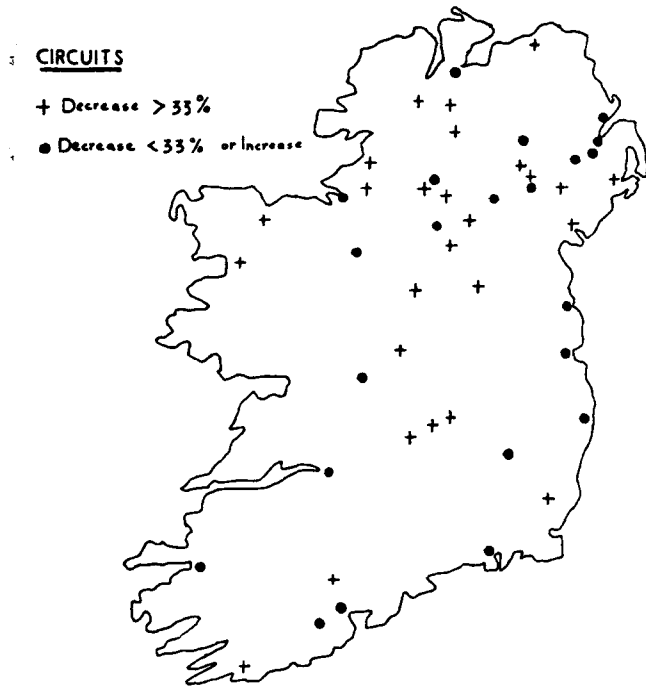 CIRCUITS
+ Decrease >33%
● Decrease <33% or Increase